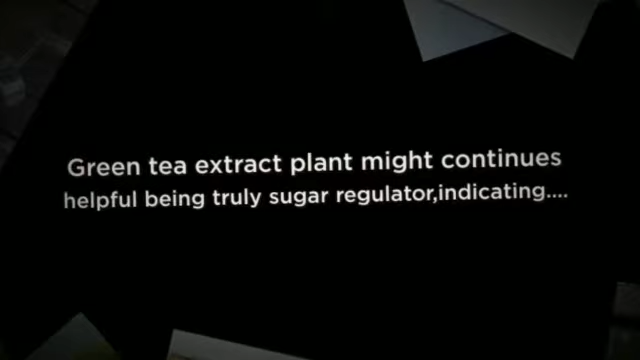 Green tea extract plant might continues
helpful being truly sugar regulator,indicating....